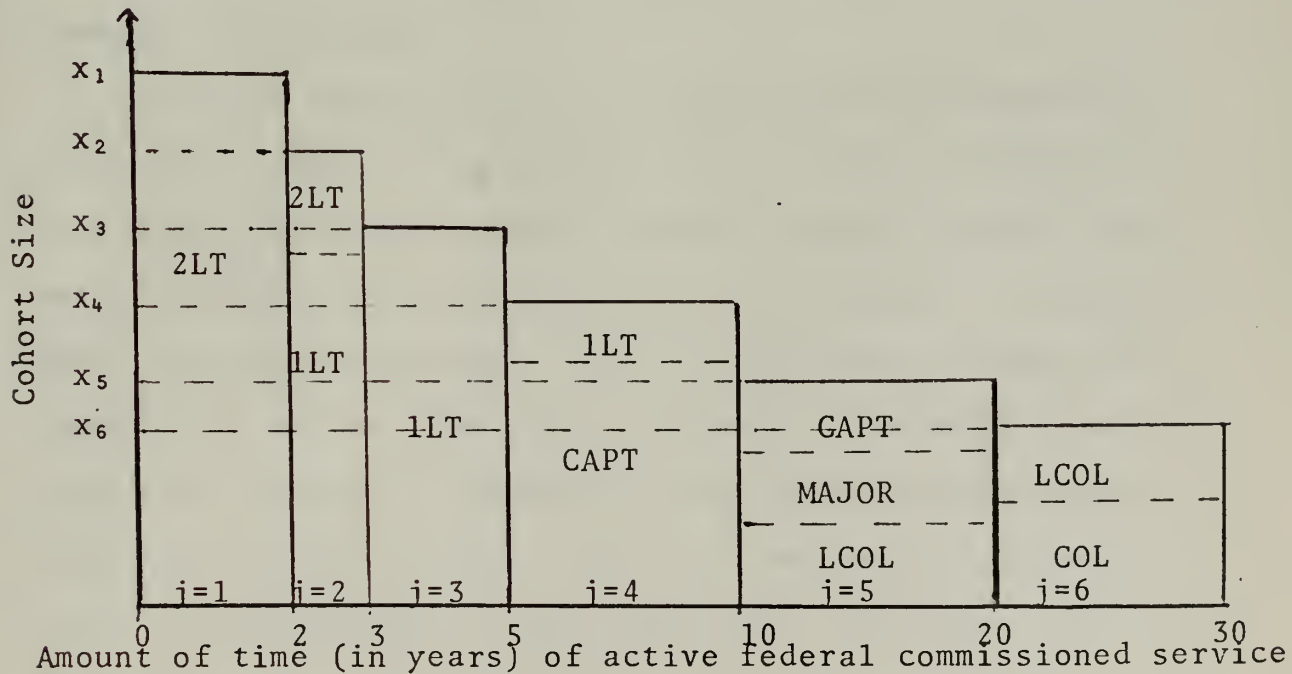 X1
X2
2LT
X3
2LT
X4
1LT
1LT
X5
X6
1LT
CAPT
CAPT
LCOL
MAJOR
LCOL
COL
j=1
j=2
j=3
j=4
j=5
j=6
0
2
3
5
10
20
30
Cohort Size
Amount of time (in years) of active federal commissioned service